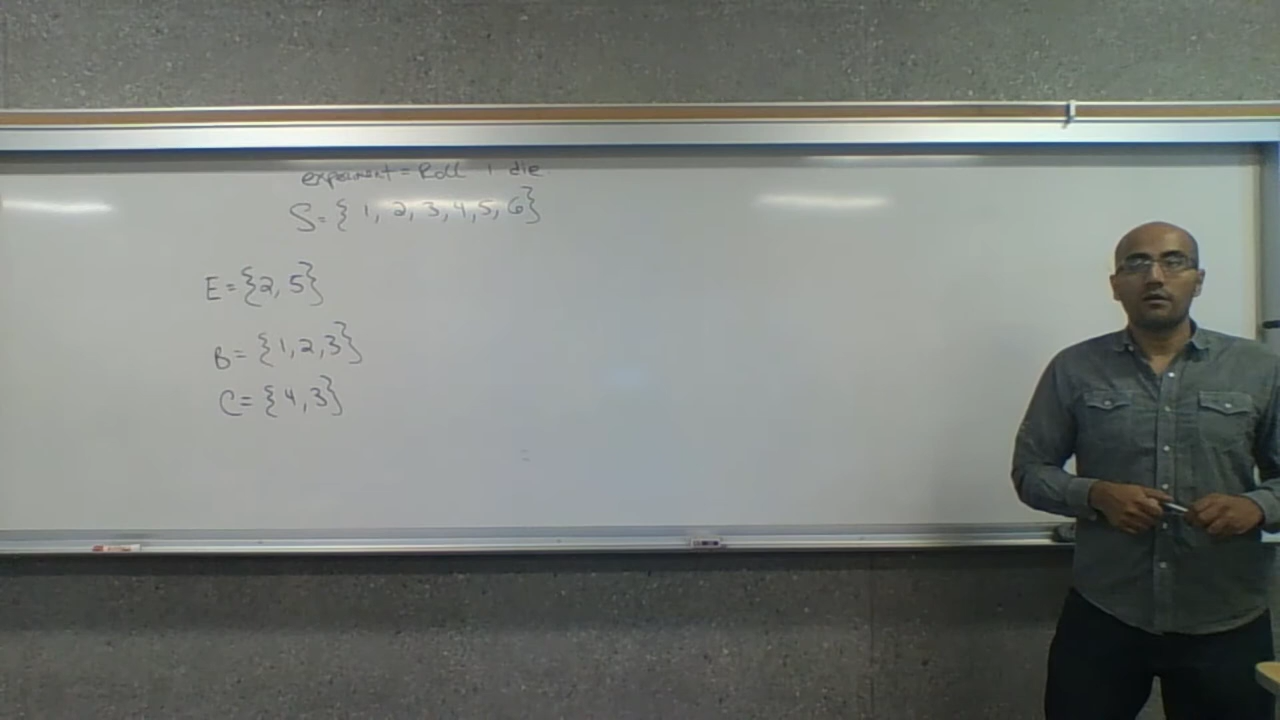 experiment = Roll 1 die
S = { 1, 2, 3, 4, 5, 6}
E = {2, 5}
B = {1, 2, 3}
C = {4, 3}